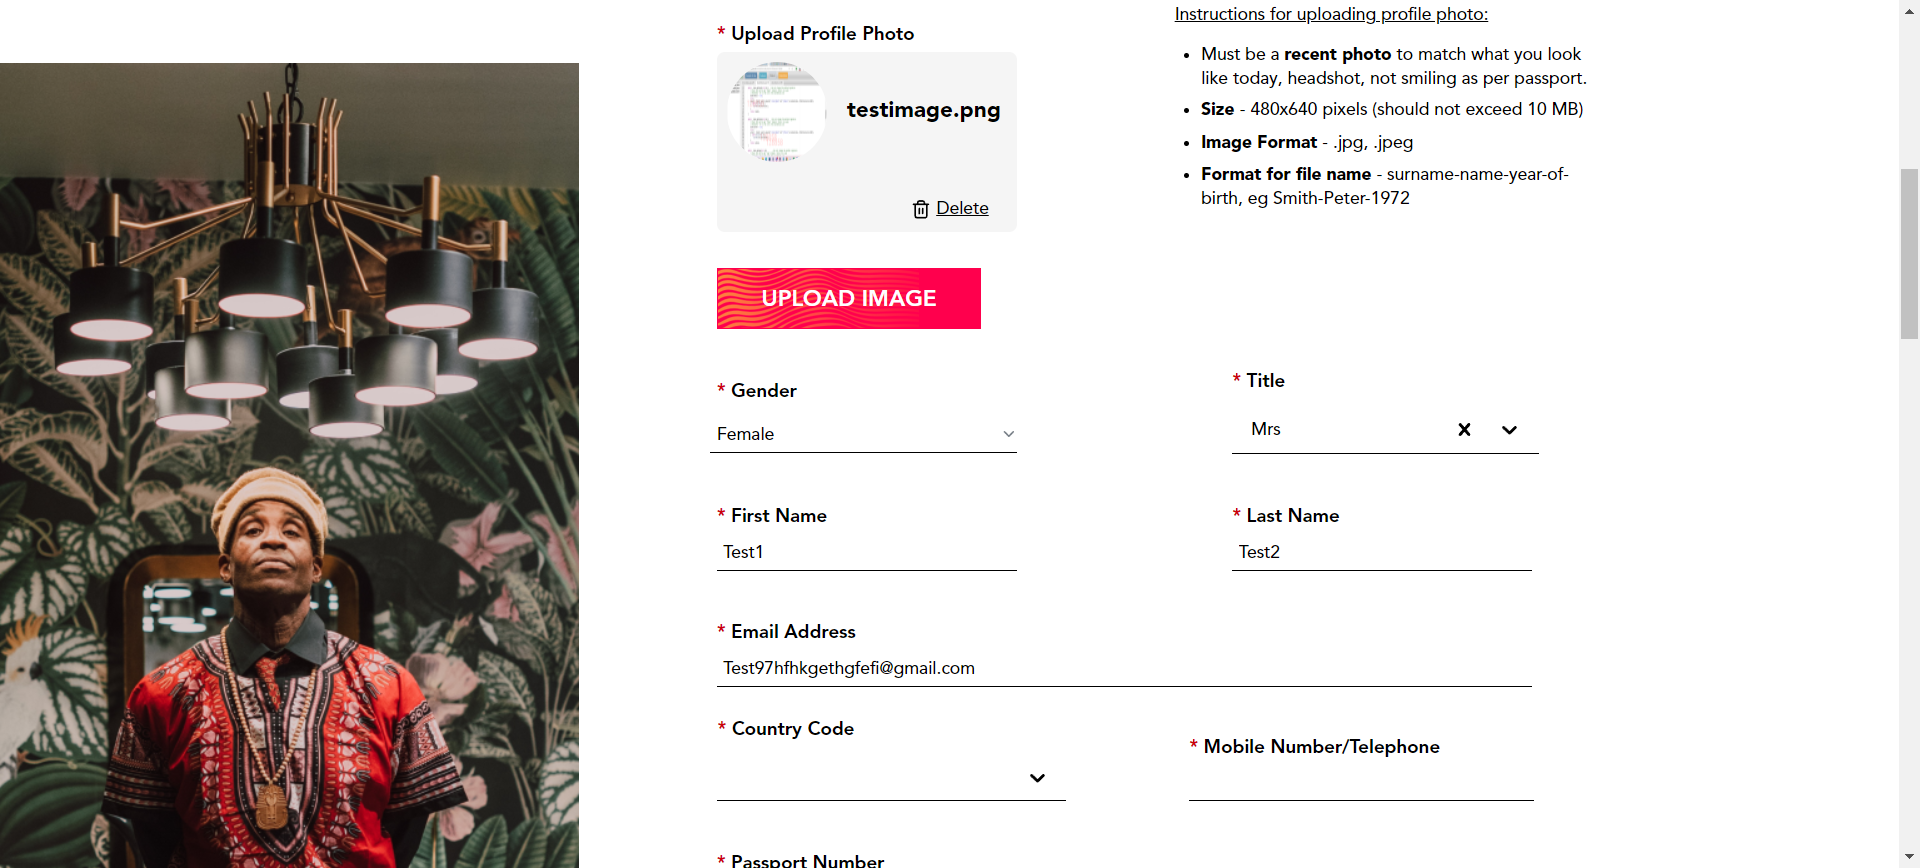 * Upload Profile Photo
testimage.png
Delete
UPLOAD IMAGE
Instructions for uploading profile photo:
Must be a recent photo to match what you look
like today, headshot, not smiling as per passport.
Size - 480x640 pixels (should not exceed 10 MB)
Image Format - .jpg, .jpeg
Format for file name - surname-name-year-of-
birth, eg Smith-Peter-1972
* Gender
Female
* Title
Mrs
* First Name
Test1
* Last Name
Test2
* Email Address
Test97hfhkgethgfefi@gmail.com
* Country Code
* Mobile Number/Telephone
* Passport Number